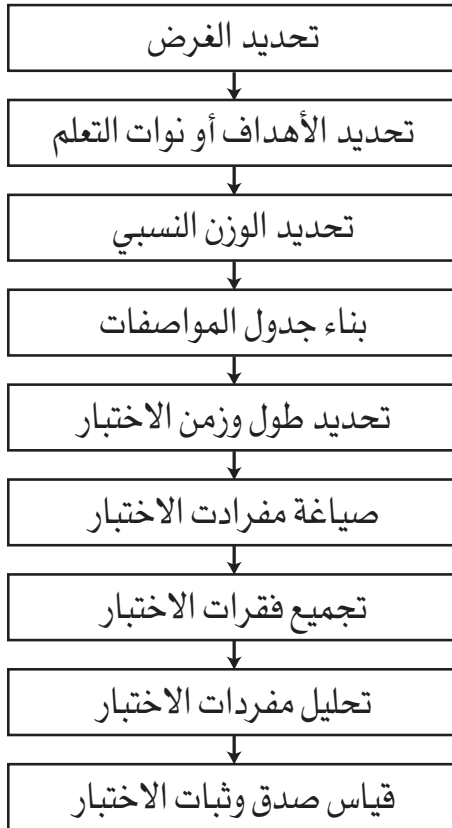 تحديد الغرض
تحديد الأهداف أو نوات التعلم
تحديد الوزن النسبي
بناء جدول المواصفات
تحديد طول وزمن الاختبار
صياغة مفرادت الاختبار
تجميع فقرات الاختبار
تحليل مفردات الاختبار
قياس صدق وثبات الاختبار